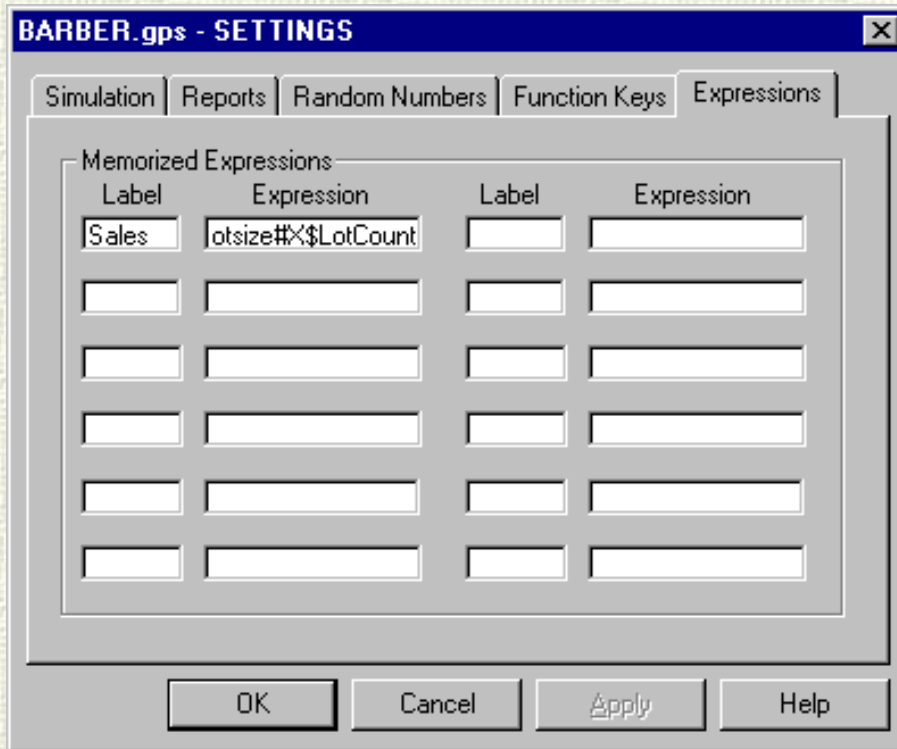 BARBER.gps - SETTINGS
Simulation Reports Random Numbers Function Keys Expressions
Memorized Expressions
Label Expression Label Expression
Sales otsize#X$LotCount
OK Cancel Apply Help